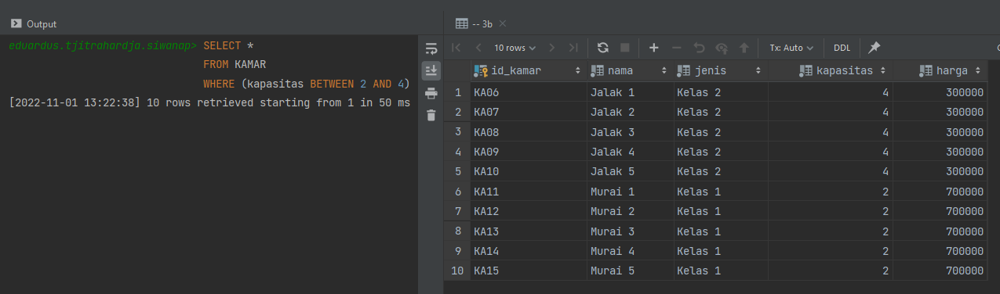 Output
eduardus.tjitrahardja.siwanap> SELECT *
FROM KAMAR
WHERE (kapasitas BETWEEN 2 AND 4)
[2022-11-01 13:22:38] 10 rows retrieved starting from 1 in 50 ms
-- 3b
10 rows Tx: Auto DDL
id_kamar nama jenis kapasitas harga
1 KA06 Jalak 1 Kelas 2 4 300000
2 KA07 Jalak 2 Kelas 2 4 300000
3 KA08 Jalak 3 Kelas 2 4 300000
4 KA09 Jalak 4 Kelas 2 4 300000
5 KA10 Jalak 5 Kelas 2 4 300000
6 KA11 Murai 1 Kelas 1 2 700000
7 KA12 Murai 2 Kelas 1 2 700000
8 KA13 Murai 3 Kelas 1 2 700000
9 KA14 Murai 4 Kelas 1 2 700000
10 KA15 Murai 5 Kelas 1 2 700000